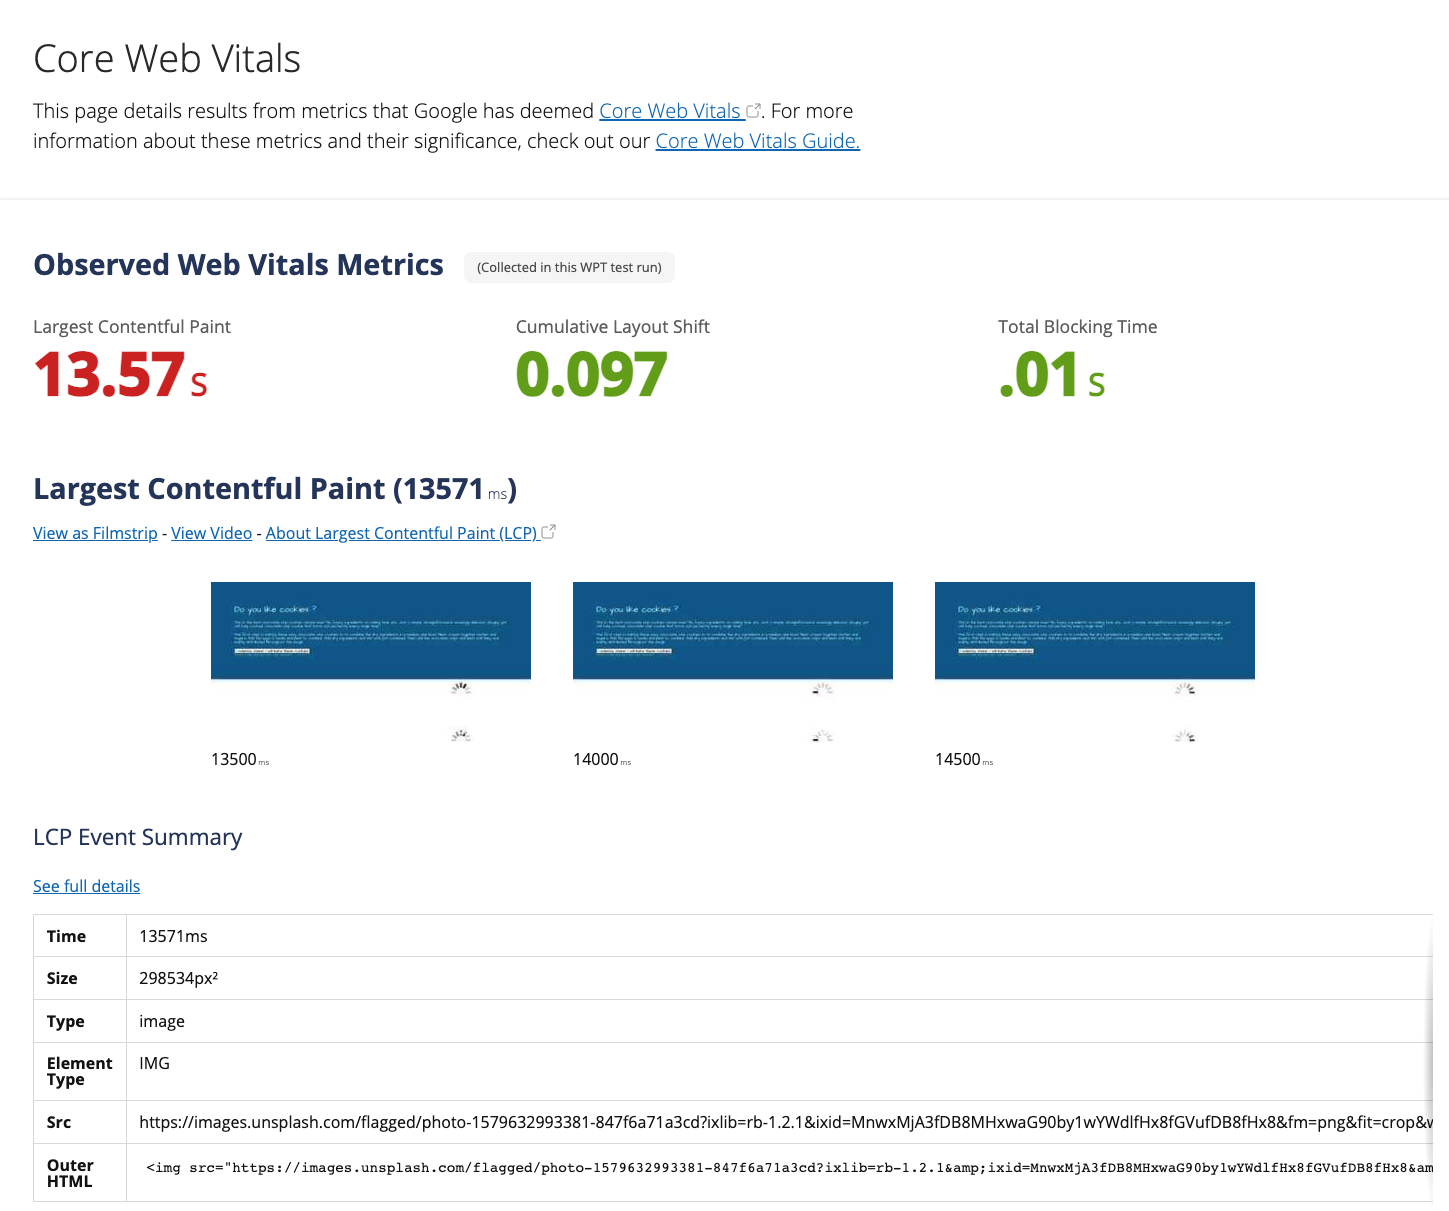 Core Web Vitals
This page details results from metrics that Google has deemed Core Web Vitals . For more
information about these metrics and their significance, check out our Core Web Vitals Guide.
Observed Web Vitals Metrics (Collected in this WPT test run)
Largest Contentful Paint Cumulative Layout Shift Total Blocking Time
13.57 s 0.097 .01 s
Largest Contentful Paint (13571 ms)
View as Filmstrip - View Video - About Largest Contentful Paint (LCP)
Do you like cookies ? Do you like cookies ? Do you like cookies ?
13500 ms 14000 ms 14500 ms
LCP Event Summary
See full details
Time 13571ms
Size 298534px²
Type image
Element IMG
Type
Src https://images.unsplash.com/flagged/photo-1579632993381-847f6a71a3cd?ixlib=rb-1.2.1&ixid=MnwxMjA3fDB8MHxwaG90by1wYWdlfHx8fGVufDB8fHx8&fm=png&fit=crop&w
Outer <img src="https://images.unsplash.com/flagged/photo-1579632993381-847f6a71a3cd?ixlib=rb-1.2.1&amp;ixid=MnwxMjA3fDB8MHxwaG90by1wYWdlfHx8fGVufDB8fHx8&am
HTML